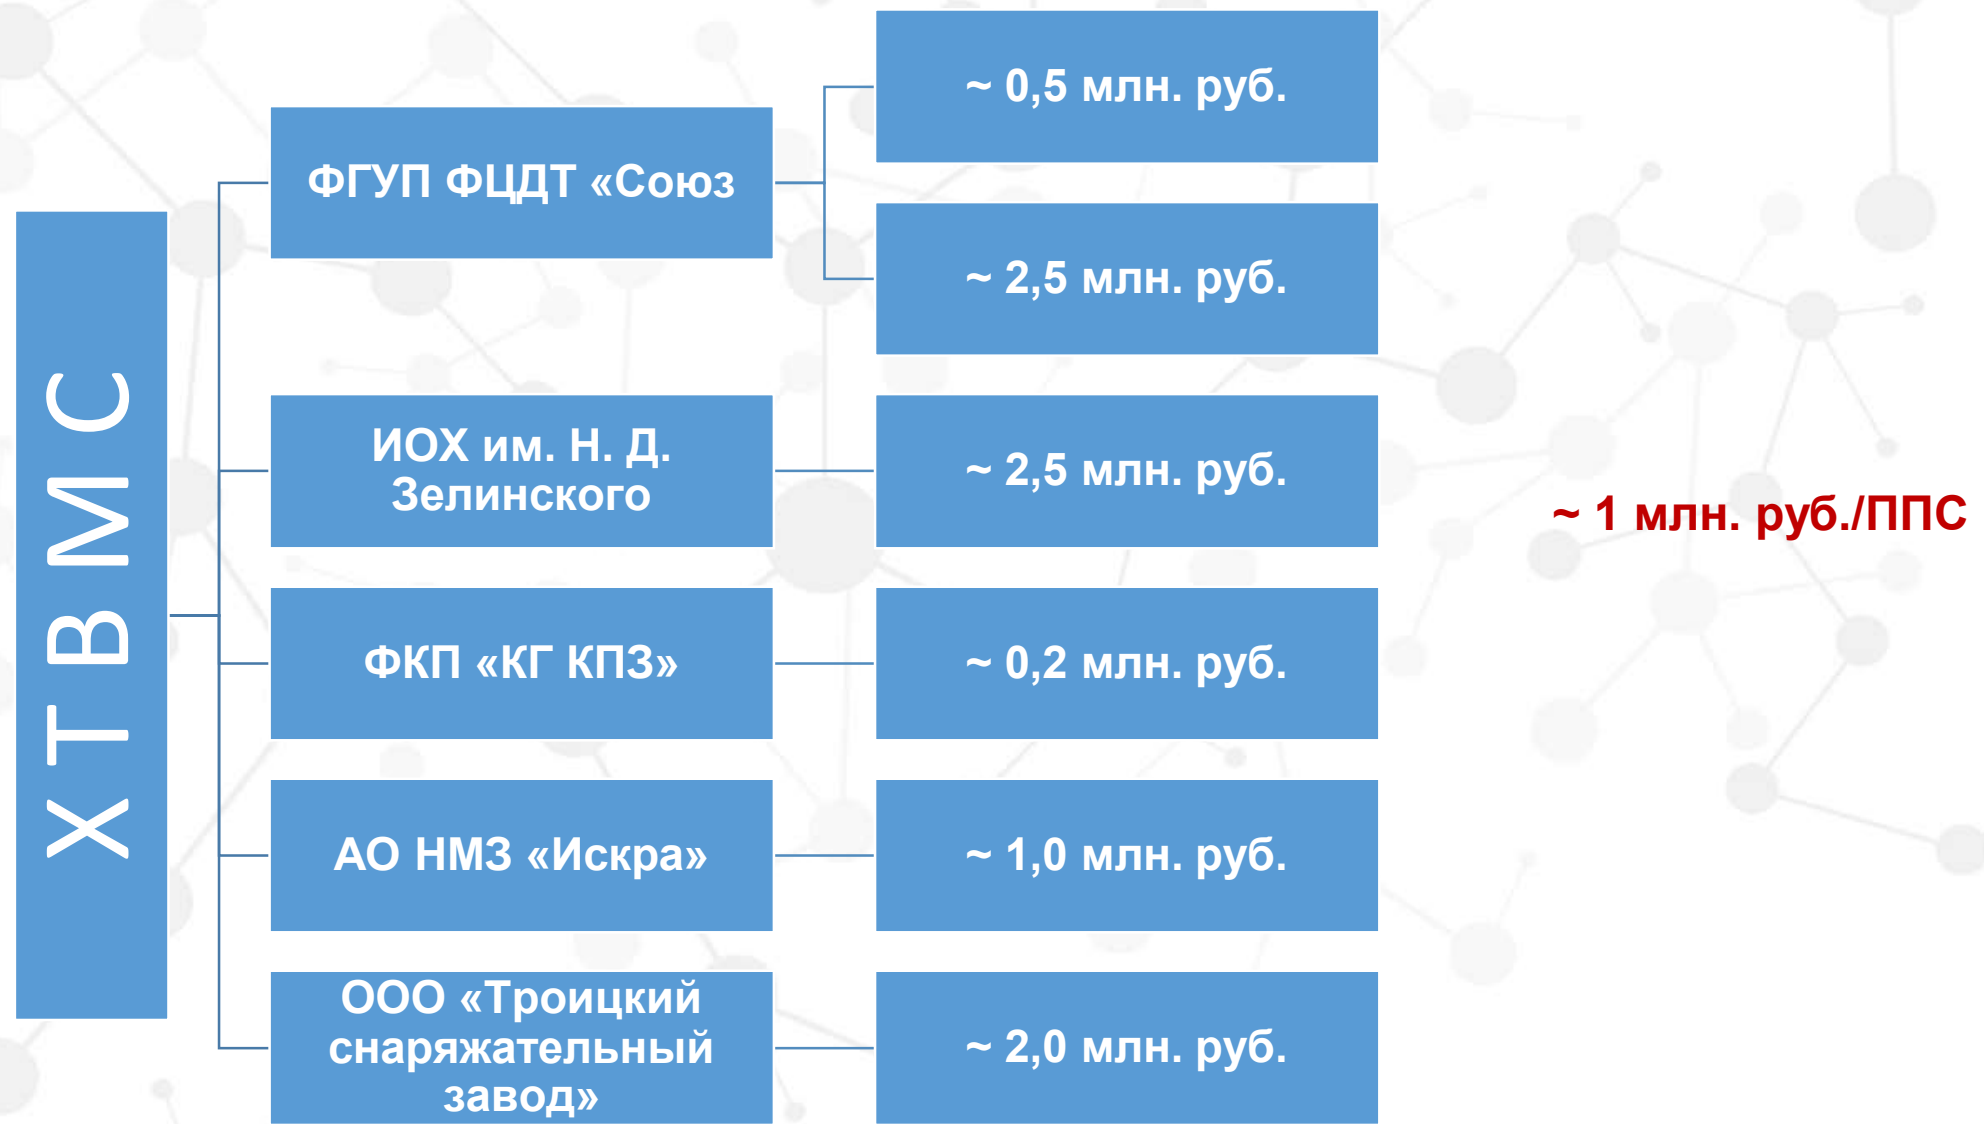 ХТВМС
ФГУП ФЦДТ «Союз
~ 0,5 млн. руб.
~ 2,5 млн. руб.
ИОХ им. Н. Д.
Зелинского
~ 2,5 млн. руб.
ФКП «КГ КПЗ»
~ 0,2 млн. руб.
АО НМЗ «Искра»
~ 1,0 млн. руб.
ООО «Троицкий
снаряжательный
завод»
~ 2,0 млн. руб.
~ 1 млн. руб./ППС